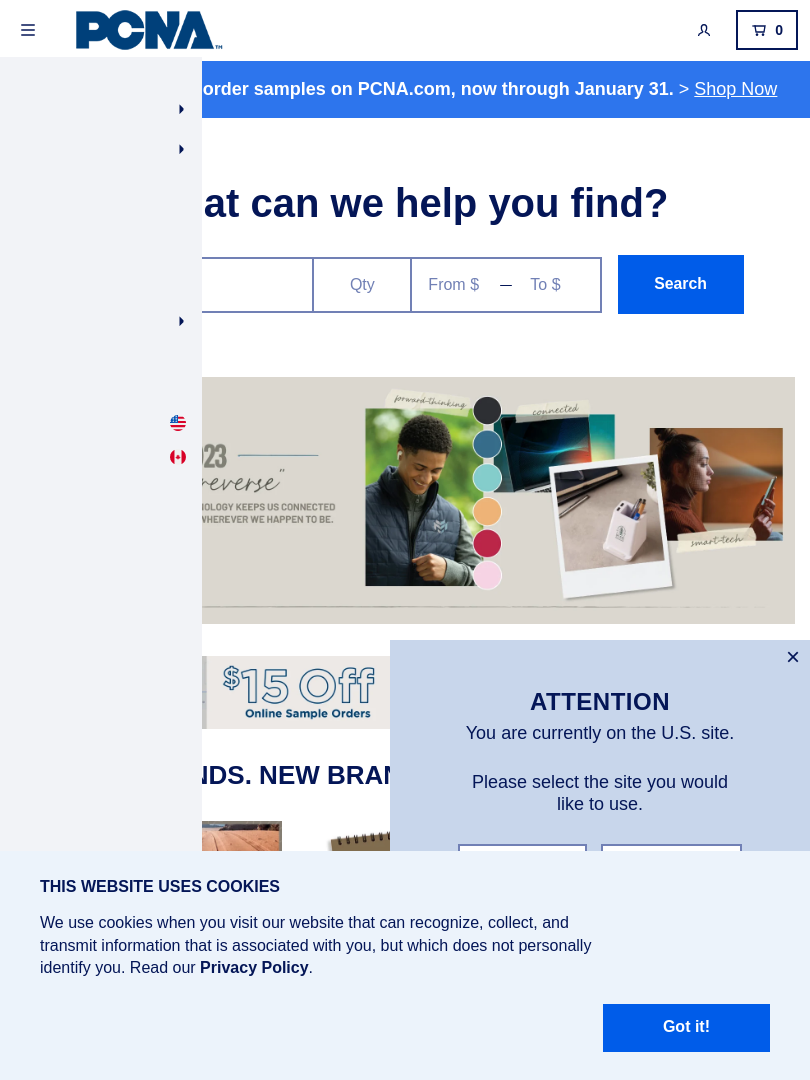 PCNA™
0
order samples on PCNA.com, now through January 31. > Shop Now
at can we help you find?
Qty
From $
—
To $
Search
forward-thinking
connected
23
reverse"
NOLOGY KEEPS US CONNECTED
WHEREVER WE HAPPEN TO BE.
smart-tech
$15 Off
Online Sample Orders
ATTENTION
You are currently on the U.S. site.
Please select the site you would
like to use.
NDS. NEW BRAN
THIS WEBSITE USES COOKIES
We use cookies when you visit our website that can recognize, collect, and
transmit information that is associated with you, but which does not personally
identify you. Read our Privacy Policy.
Got it!